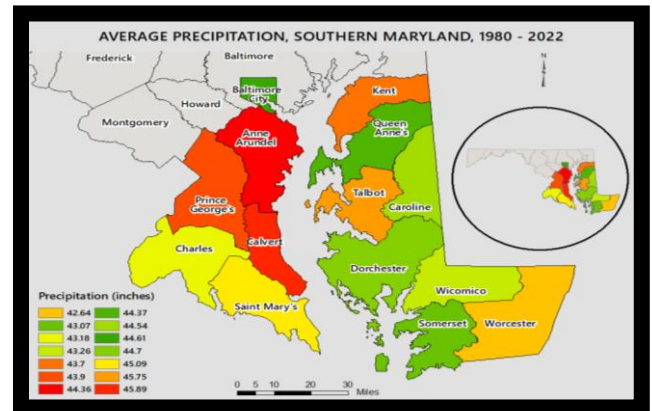 AVERAGE PRECIPITATION, SOUTHERN MARYLAND, 1980 - 2022
N
Frederick
Baltimore
Baltimore
City
Howard
Montgomery
Kent
Queen
Anne's
Anne
Arundel
Talbot
Caroline
Prince
George's
Charles
Calvert
Dorchester
Saint Mary's
Wicomico
Somerset
Worcester
Precipitation (inches)
42.64 44.37
43.07 44.54
43.18 44.61
43.26 44.7
43.7 45.09
43.9 45.75
44.36 45.89
0 5 10 20 30
Miles